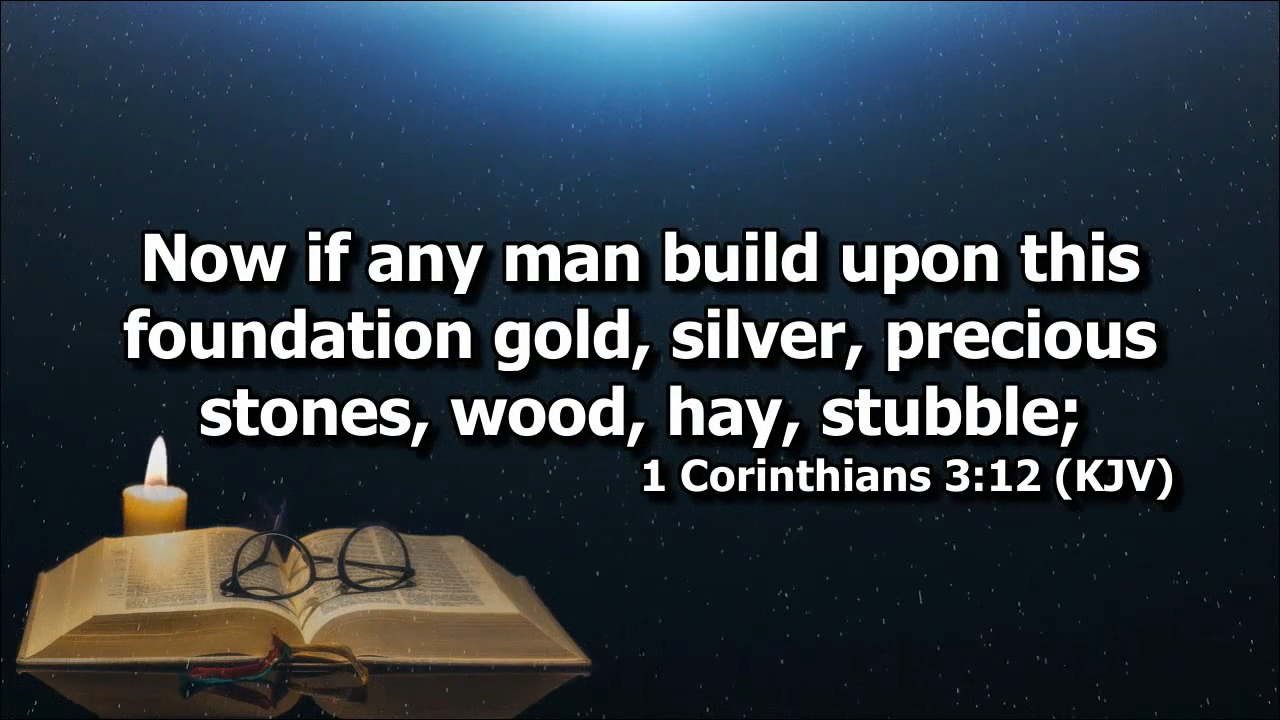 Now if any man build upon this
foundation gold, silver, precious
stones, wood, hay, stubble;
1 Corinthians 3:12 (KJV)